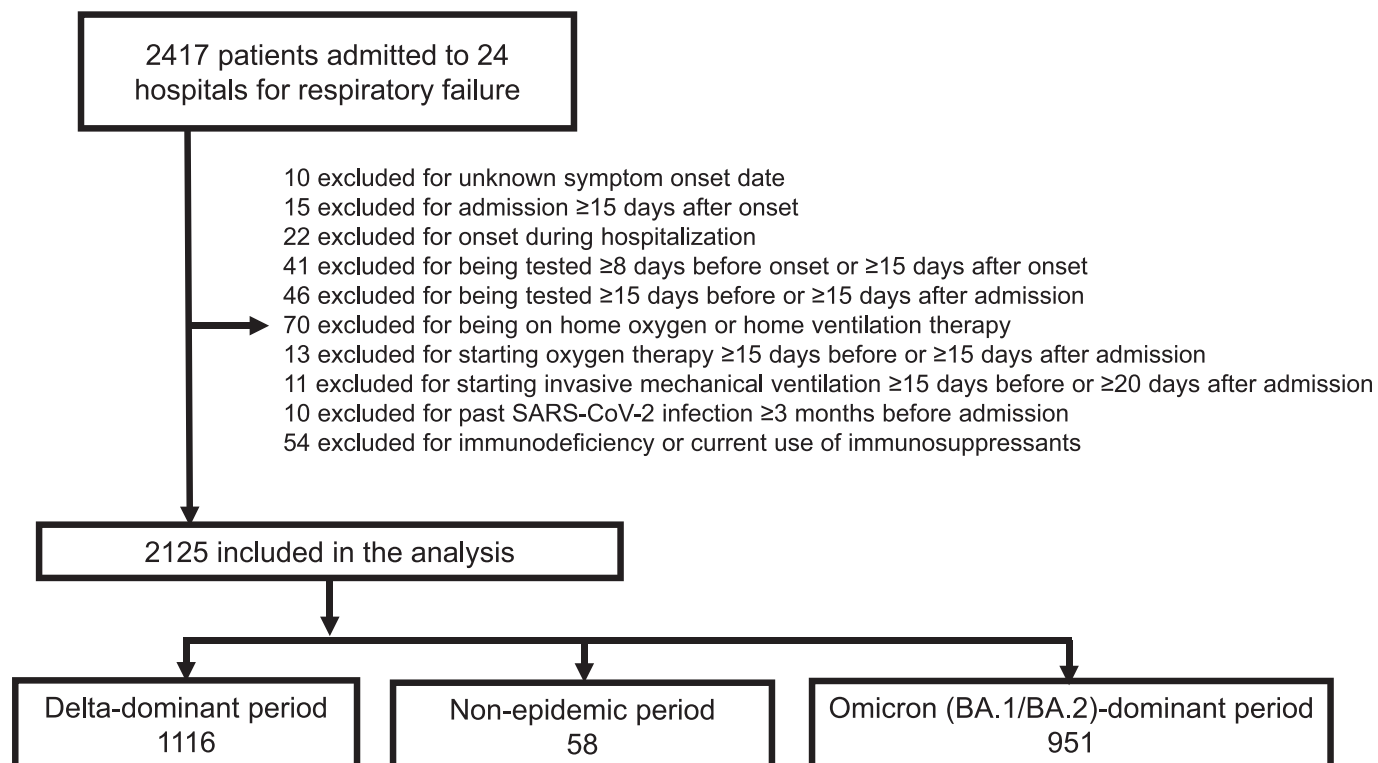 2417 patients admitted to 24
hospitals for respiratory failure
10 excluded for unknown symptom onset date
15 excluded for admission ≥15 days after onset
22 excluded for onset during hospitalization
41 excluded for being tested ≥8 days before onset or ≥15 days after onset
46 excluded for being tested ≥15 days before or ≥15 days after admission
70 excluded for being on home oxygen or home ventilation therapy
13 excluded for starting oxygen therapy ≥15 days before or ≥15 days after admission
11 excluded for starting invasive mechanical ventilation ≥15 days before or ≥20 days after admission
10 excluded for past SARS-CoV-2 infection ≥3 months before admission
54 excluded for immunodeficiency or current use of immunosuppressants
2125 included in the analysis
Delta-dominant period
1116
Non-epidemic period
58
Omicron (BA.1/BA.2)-dominant period
951